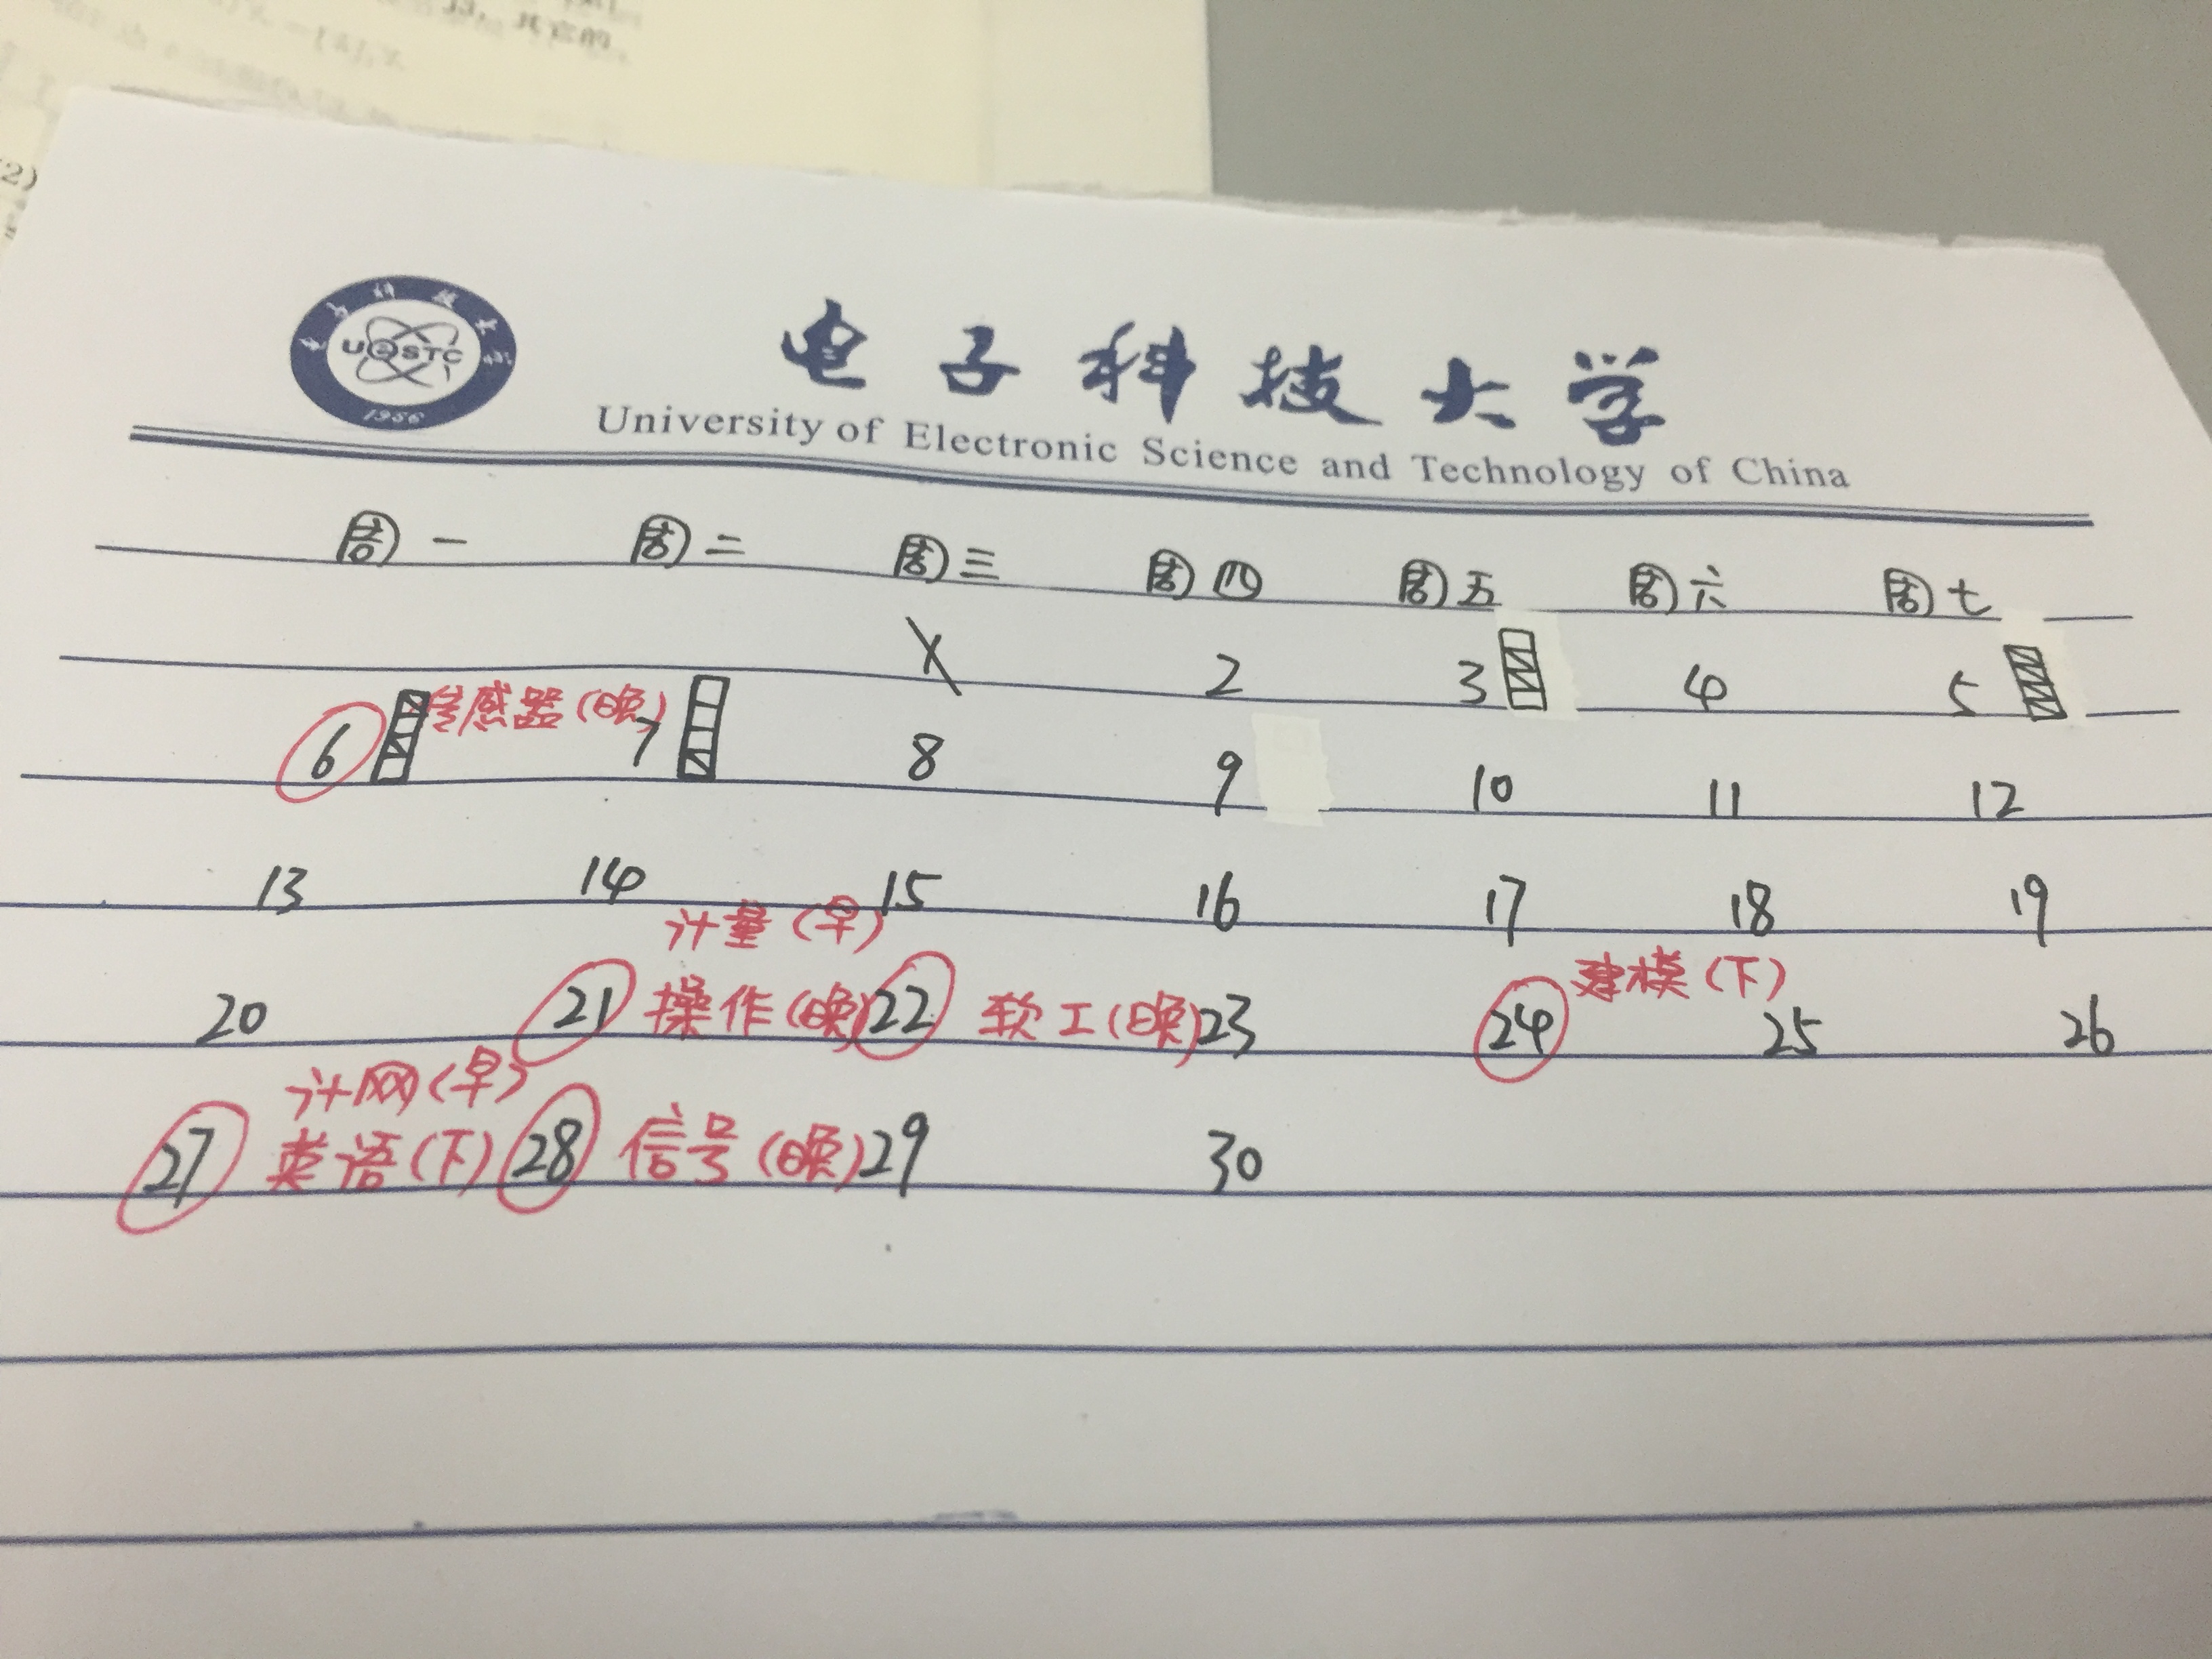 其它的,
2)
UESTC
1956
电子科技大学
University of Electronic Science and Technology of China
周一 周二 周三 周四 周五 周六 周七
2 3 4 5
传感器(晚)
6 7 8 9 10 11 12
13 14 15 16 17 18 19
计量(早) 建模(下)
20 21 操作(晚) 22 软工(晚) 23 24 25 26
计网(早)
27 英语(下) 28 信号(晚) 29 30